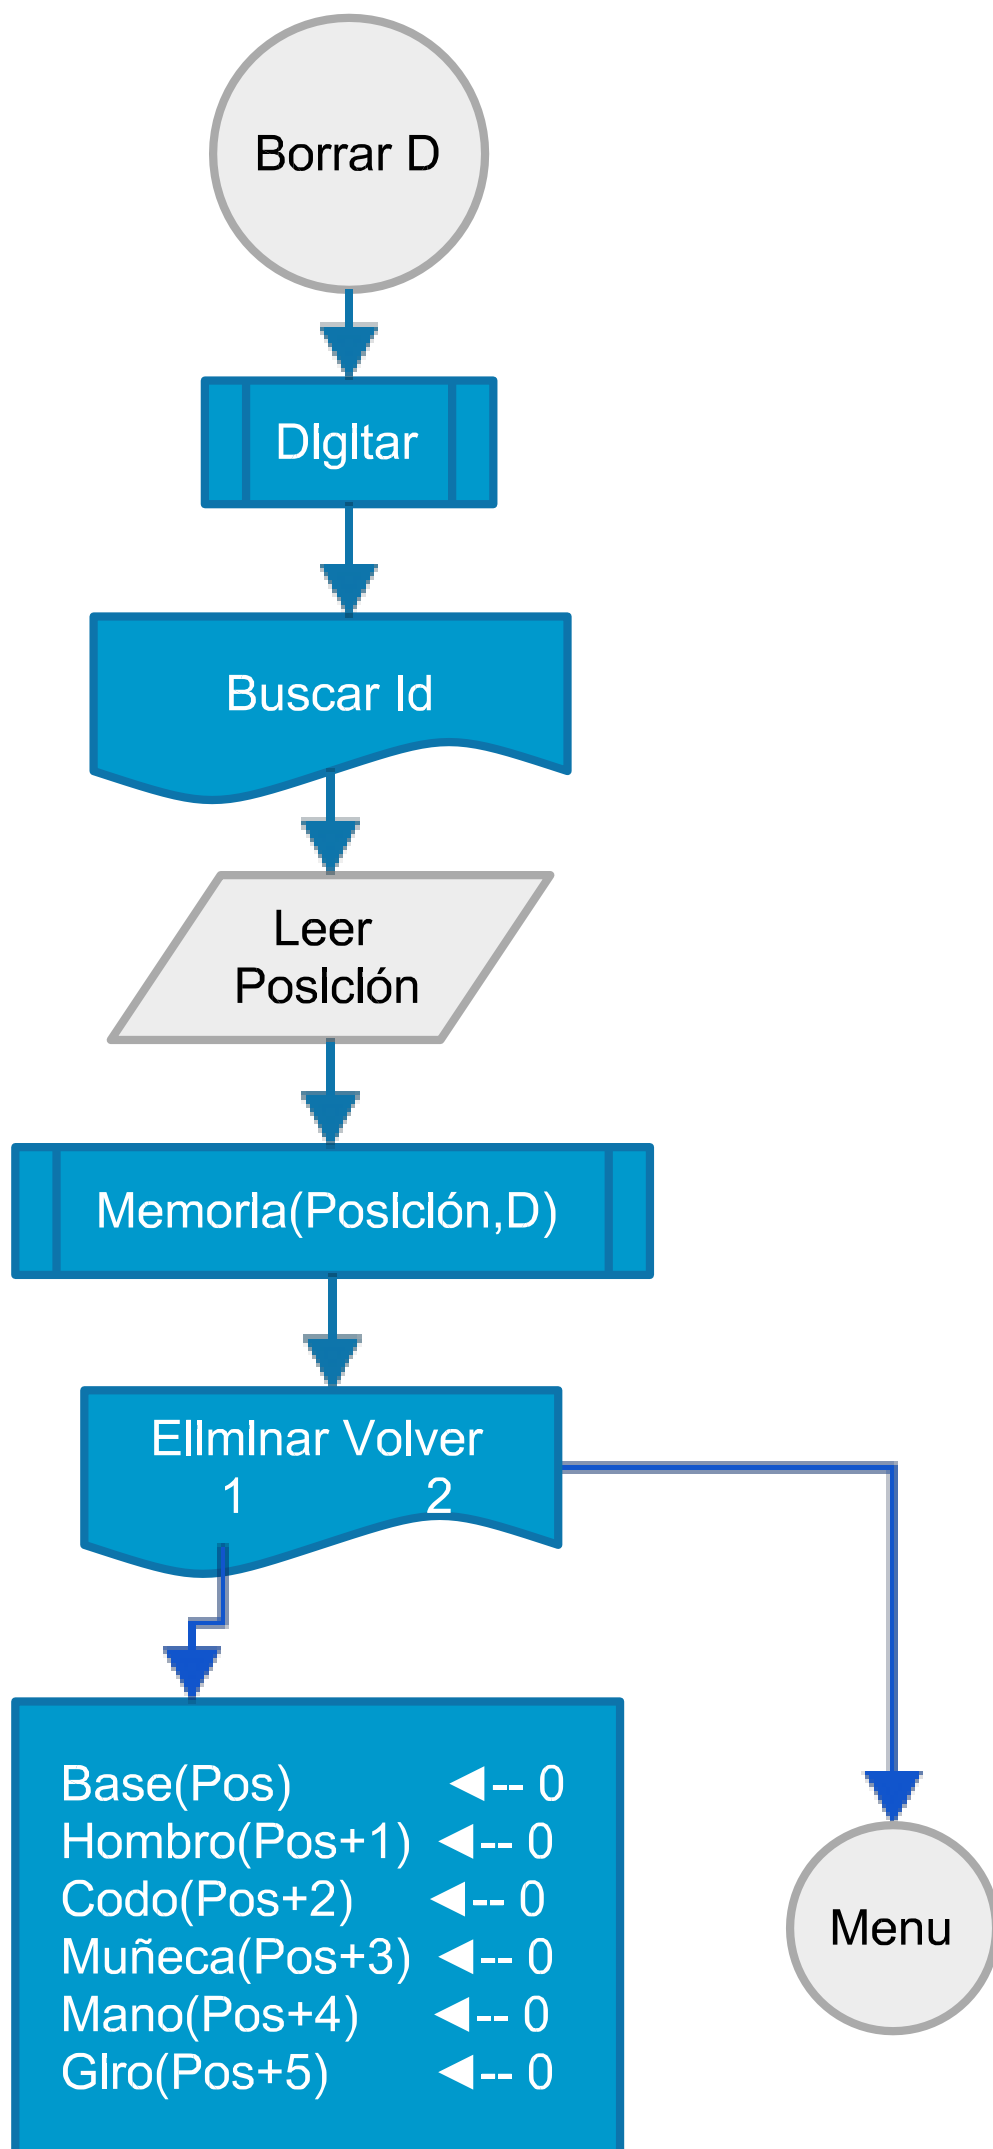 Borrar D
Digitar
Buscar Id
Leer
Posición
Memoria(Posición,D)
Eliminar Volver
1 2
Base(Pos) ◄-- 0
Hombro(Pos+1) ◄-- 0
Codo(Pos+2) ◄-- 0
Muñeca(Pos+3) ◄-- 0
Mano(Pos+4) ◄-- 0
Giro(Pos+5) ◄-- 0
Menu